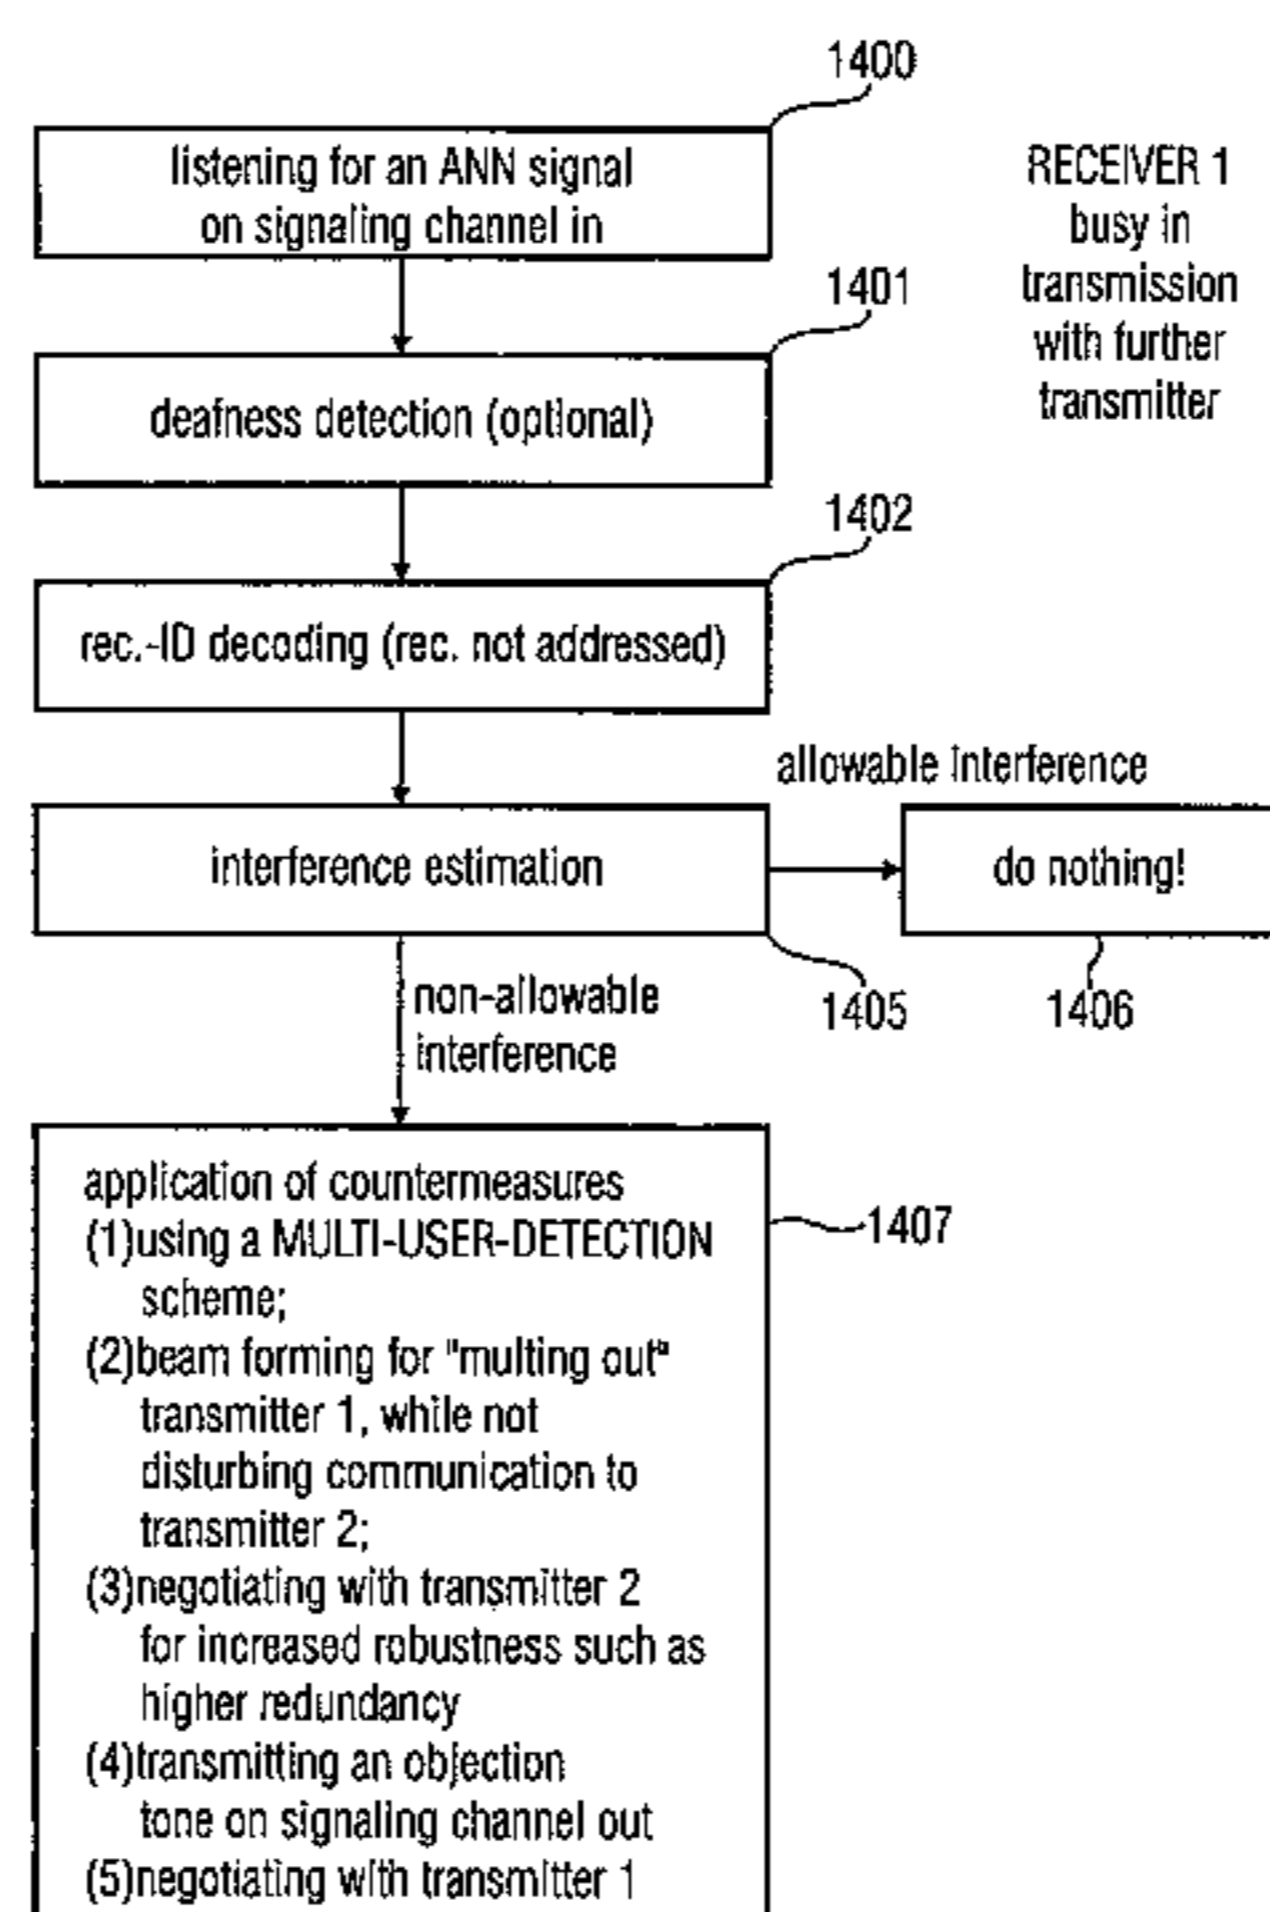 1400
listening for an ANN signal
on signaling channel in
RECEIVER 1
busy in
transmission
with further
transmitter
1401
deafness detection (optional)
1402
rec.-ID decoding (rec. not addressed)
allowable interference
interference estimation
do nothing!
1405
1406
non-allowable
interference
application of countermeasures
1407
(1)using a MULTI-USER-DETECTION
scheme;
(2)beam forming for "multing out"
transmitter 1, while not
disturbing communication to
transmitter 2;
(3)negotiating with transmitter 2
for increased robustness such as
higher redundancy
(4)transmitting an objection
tone on signaling channel out
(5)negotiating with transmitter 1